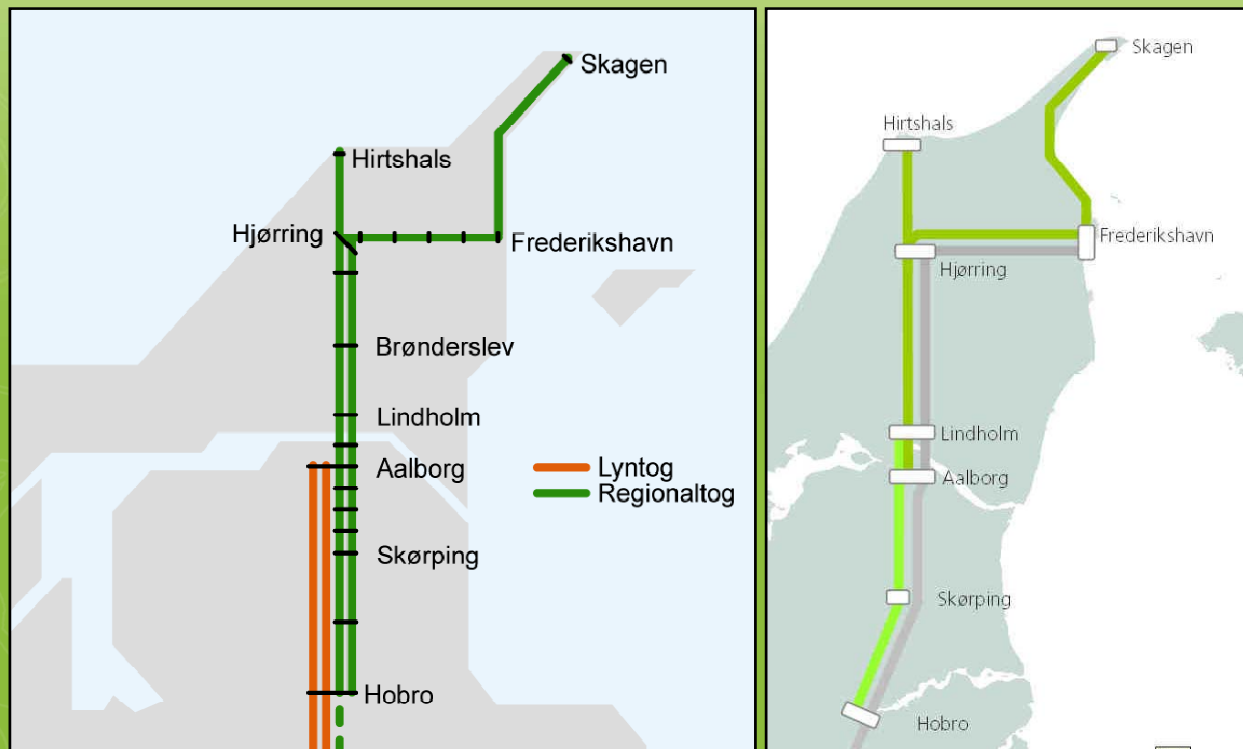 Skagen
Hirtshals
Hjørring
Frederikshavn
Brønderslev
Lindholm
Aalborg
Lyntog
Regionaltog
Skørping
Hobro
Skagen
Hirtshals
Frederikshavn
Hjørring
Lindholm
Aalborg
Skørping
Hobro